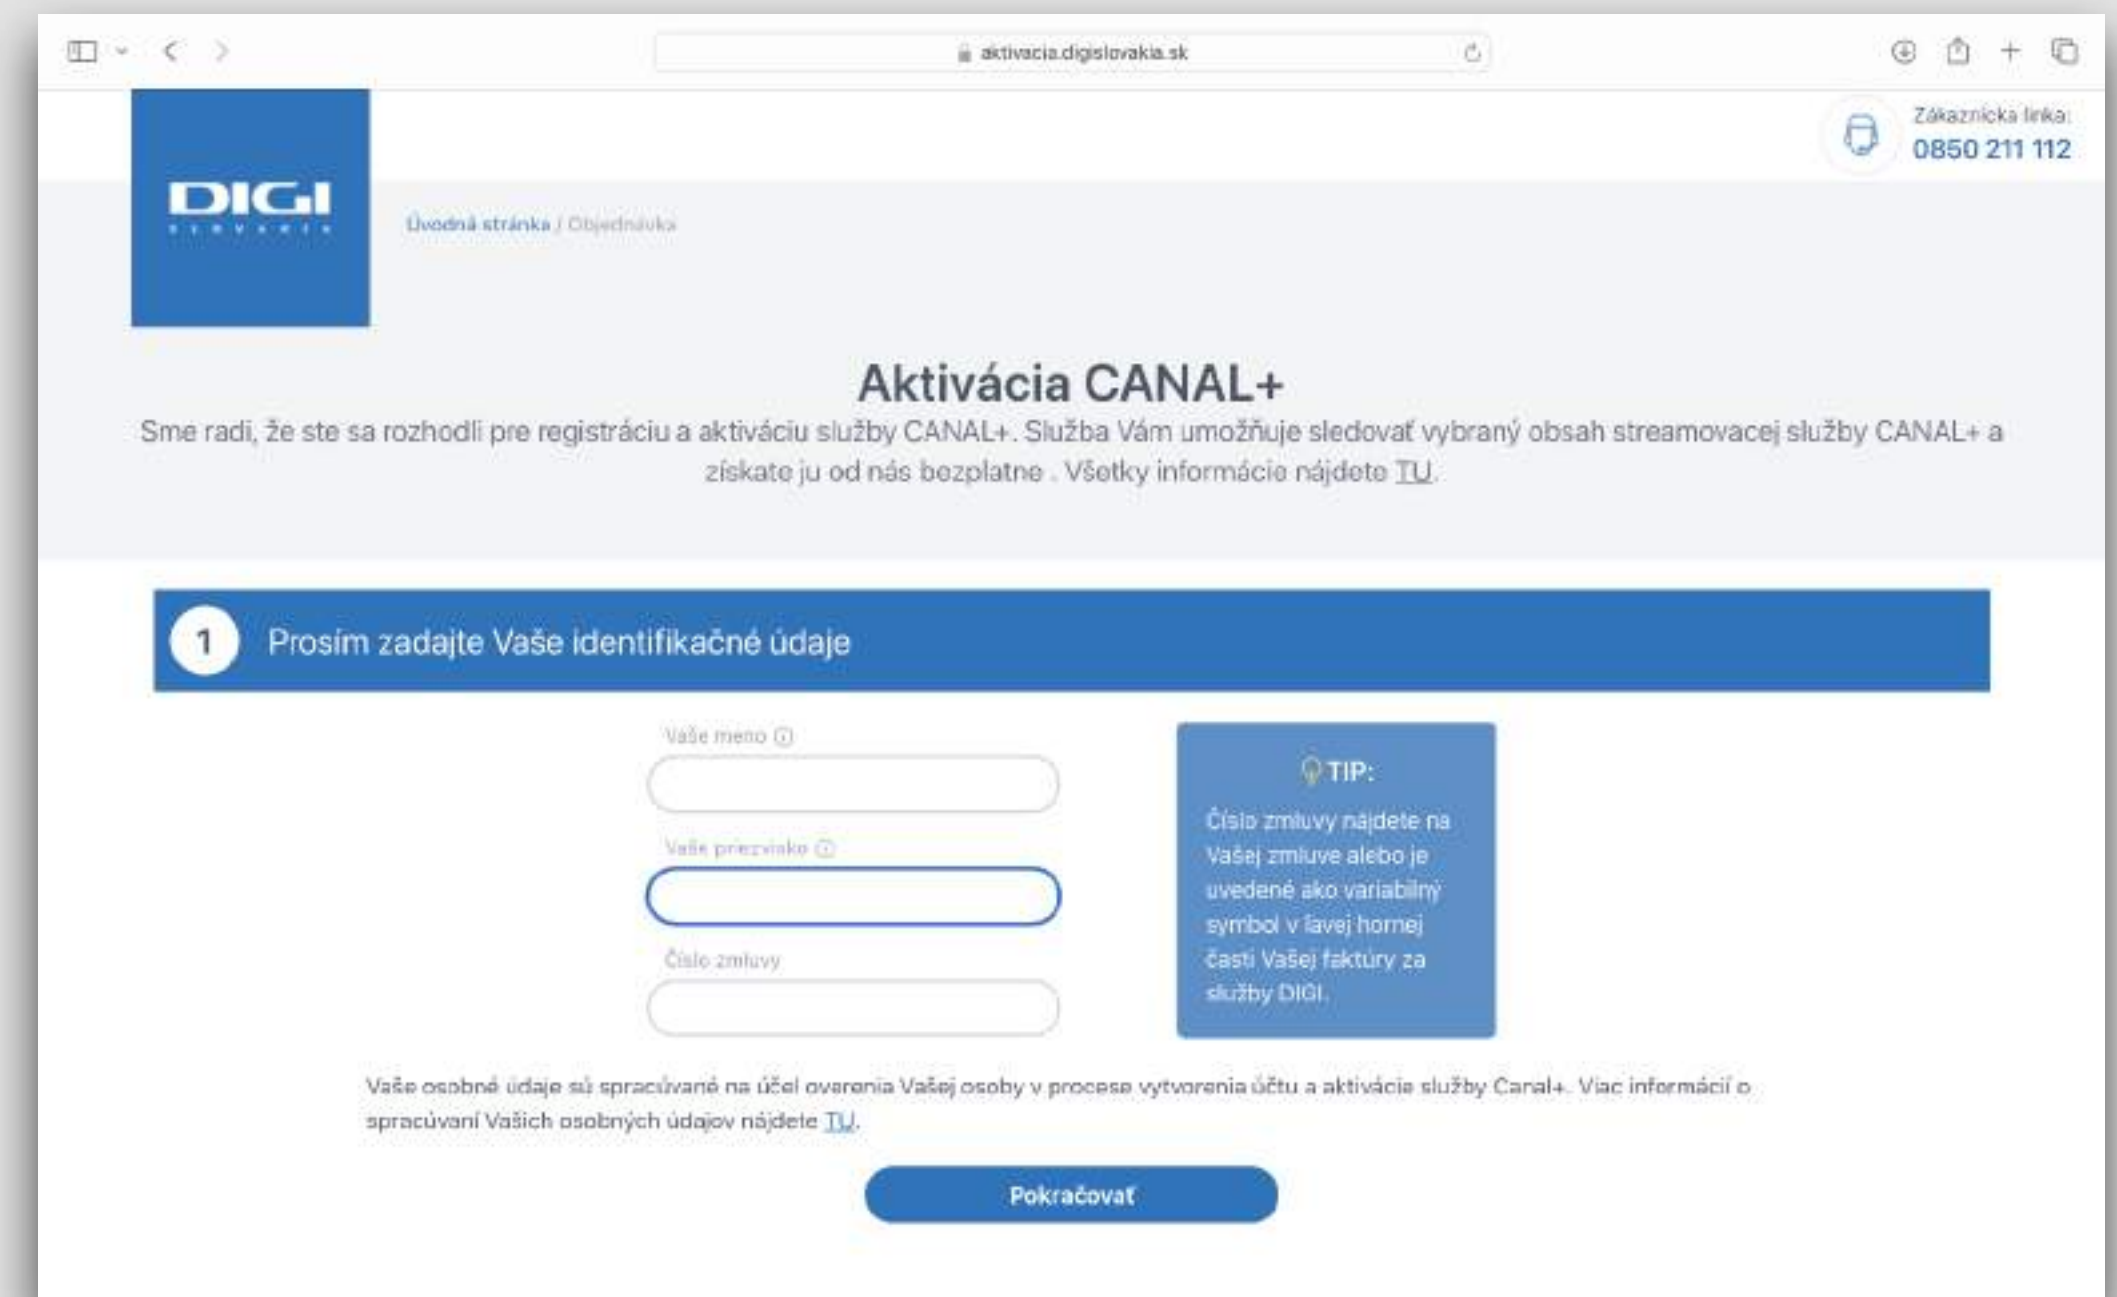 aktivacia.digislovakia.sk
Zákaznícka linka:
0850 211 112
DIGI
SLOVAKIA
Úvodná stránka / Objednávka
Aktivácia CANAL+
Sme radi, že ste sa rozhodli pre registráciu a aktiváciu služby CANAL+. Služba Vám umožňuje sledovať vybraný obsah streamovacej služby CANAL+ a
získate ju od nás bezplatne . Všetky informácie nájdete TU.
1 Prosím zadajte Vaše identifikačné údaje
Vaše meno
Vaše priezvisko
Číslo zmluvy
TIP:
Číslo zmluvy nájdete na
Vašej zmluve alebo je
uvedené ako variabilný
symbol v ľavej hornej
časti Vašej faktúry za
služby DIGI.
Vaše osobné údaje sú spracúvané na účel overenia Vašej osoby v procese vytvorenia účtu a aktivácie služby Canal+. Viac informácií o
spracúvaní Vašich osobných údajov nájdete TU.
Pokračovať